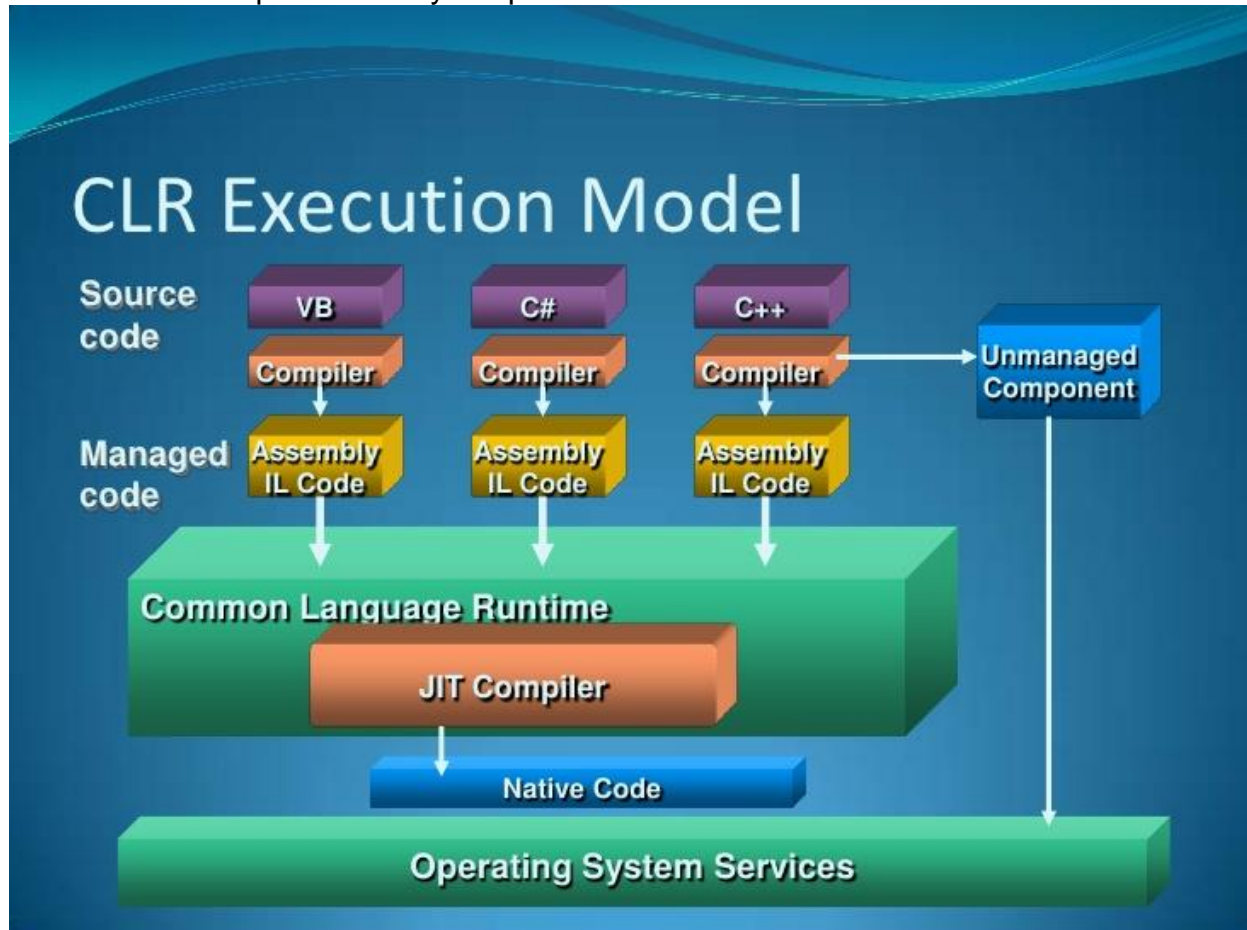 CLR Execution Model
Source
code
VB
C#
C++
Compiler
Compiler
Compiler
Unmanaged
Component
Managed
code
Assembly
IL Code
Assembly
IL Code
Assembly
IL Code
Common Language Runtime
JIT Compiler
Native Code
Operating System Services